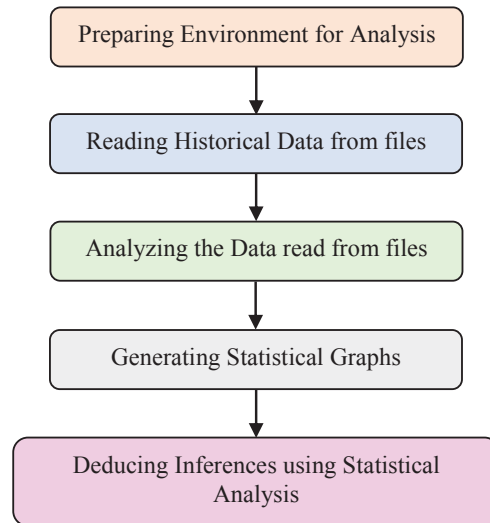 Preparing Environment for Analysis
Reading Historical Data from files
Analyzing the Data read from files
Generating Statistical Graphs
Deducing Inferences using Statistical
Analysis